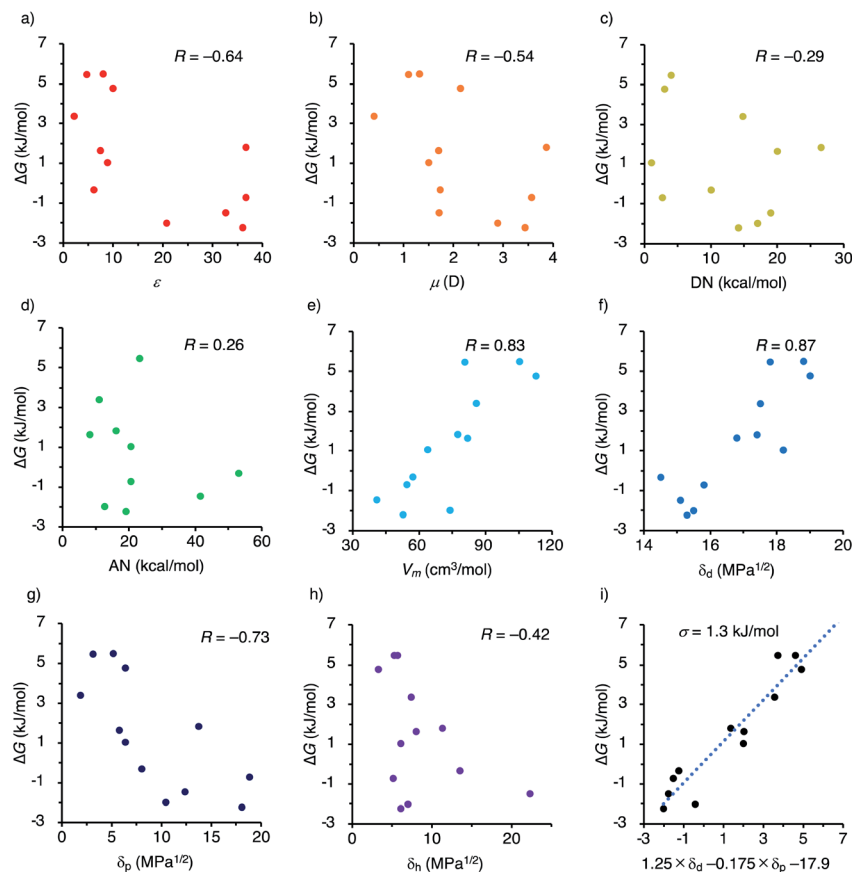 a)
R = −0.64
7
5
3
1
-1
-3
ΔG (kJ/mol)
0 10 20 30 40
ε
b)
R = −0.54
7
5
3
1
-1
-3
ΔG (kJ/mol)
0 1 2 3 4
μ (D)
c)
R = −0.29
7
5
3
1
-1
-3
ΔG (kJ/mol)
0 10 20 30
DN (kcal/mol)
d)
R = 0.26
7
5
3
1
-1
-3
ΔG (kJ/mol)
0 20 40 60
AN (kcal/mol)
e)
R = 0.83
7
5
3
1
-1
-3
ΔG (kJ/mol)
30 60 90 120
Vm (cm³/mol)
f)
R = 0.87
7
5
3
1
-1
-3
ΔG (kJ/mol)
14 16 18 20
δd (MPa1/2)
g)
R = −0.73
7
5
3
1
-1
-3
ΔG (kJ/mol)
0 5 10 15 20
δp (MPa1/2)
h)
R = −0.42
7
5
3
1
-1
-3
ΔG (kJ/mol)
0 10 20
δh (MPa1/2)
i)
σ = 1.3 kJ/mol
7
5
3
1
-1
-3
ΔG (kJ/mol)
-3 -1 1 3 5 7
1.25 × δd −0.175 × δp −17.9